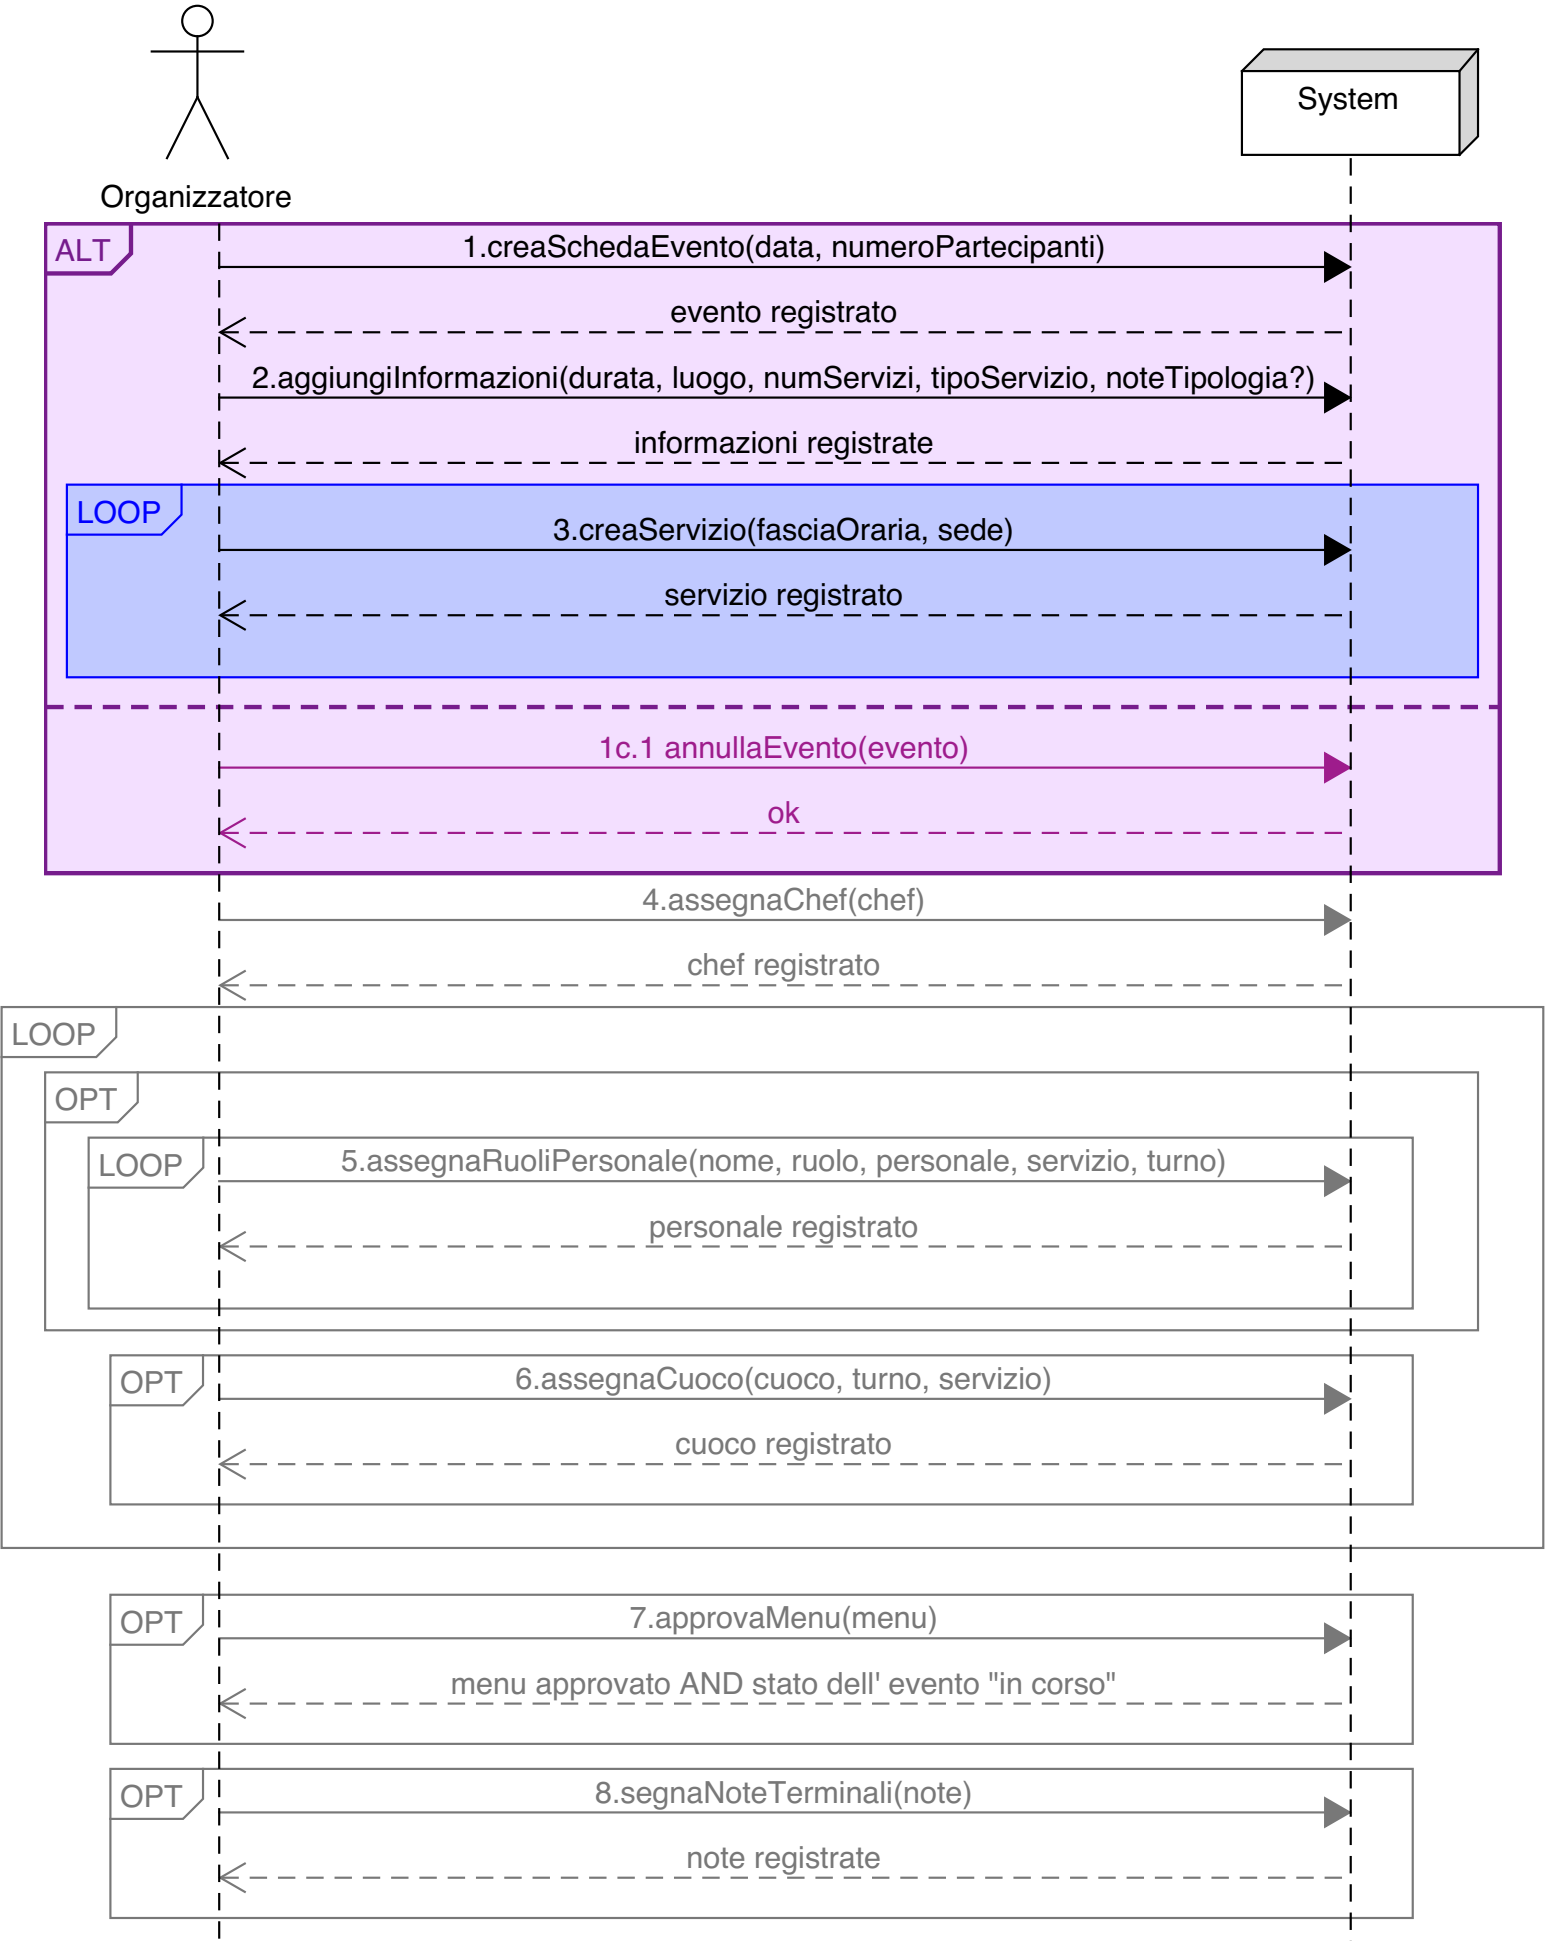 System
Organizzatore
ALT
1.creaSchedaEvento(data, numeroPartecipanti)
evento registrato
2.aggiungiInformazioni(durata, luogo, numServizi, tipoServizio, noteTipologia?)
informazioni registrate
LOOP
3.creaServizio(fasciaOraria, sede)
servizio registrato
1c.1 annullaEvento(evento)
ok
4.assegnaChef(chef)
chef registrato
LOOP
OPT
LOOP
5.assegnaRuoliPersonale(nome, ruolo, personale, servizio, turno)
personale registrato
OPT
6.assegnaCuoco(cuoco, turno, servizio)
cuoco registrato
OPT
7.approvaMenu(menu)
menu approvato AND stato dell' evento "in corso"
OPT
8.segnaNoteTerminali(note)
note registrate